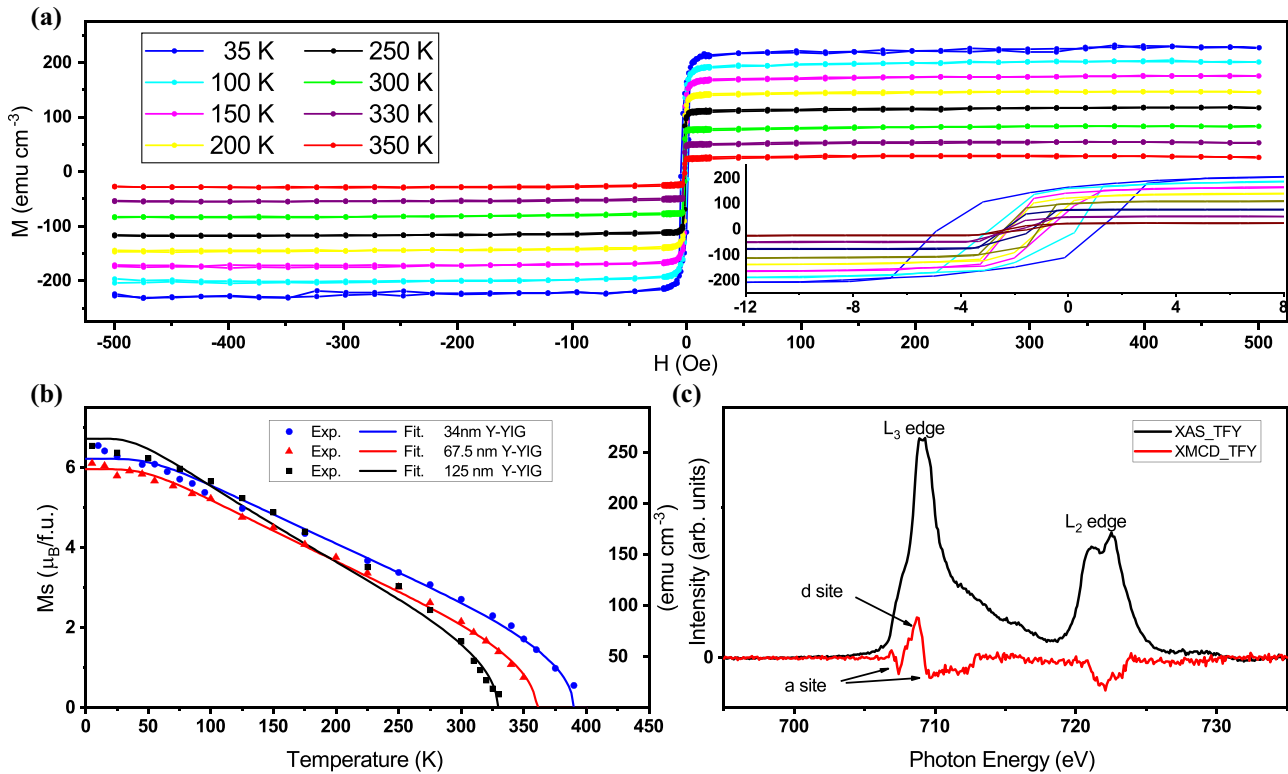 (a)
35 K 250 K
100 K 300 K
150 K 330 K
200 K 350 K
M (emu cm⁻³)
200
100
0
-100
-200
-500 -400 -300 -200 -100 0 100 200 300 400 500
H (Oe)
200
100
0
-100
-200
-12 -8 -4 0 4 8
(b)
Exp. Fit. 34nm Y-YIG
Exp. Fit. 67.5 nm Y-YIG
Exp. Fit. 125 nm Y-YIG
Ms (μB/f.u.)
6
4
2
0
250
200
150
100
50
(emu cm⁻³)
0 50 100 150 200 250 300 350 400 450
Temperature (K)
(c)
XAS_TFY
XMCD_TFY
L₃ edge
L₂ edge
d site
a site
Intensity (arb. units)
0
700 710 720 730
Photon Energy (eV)